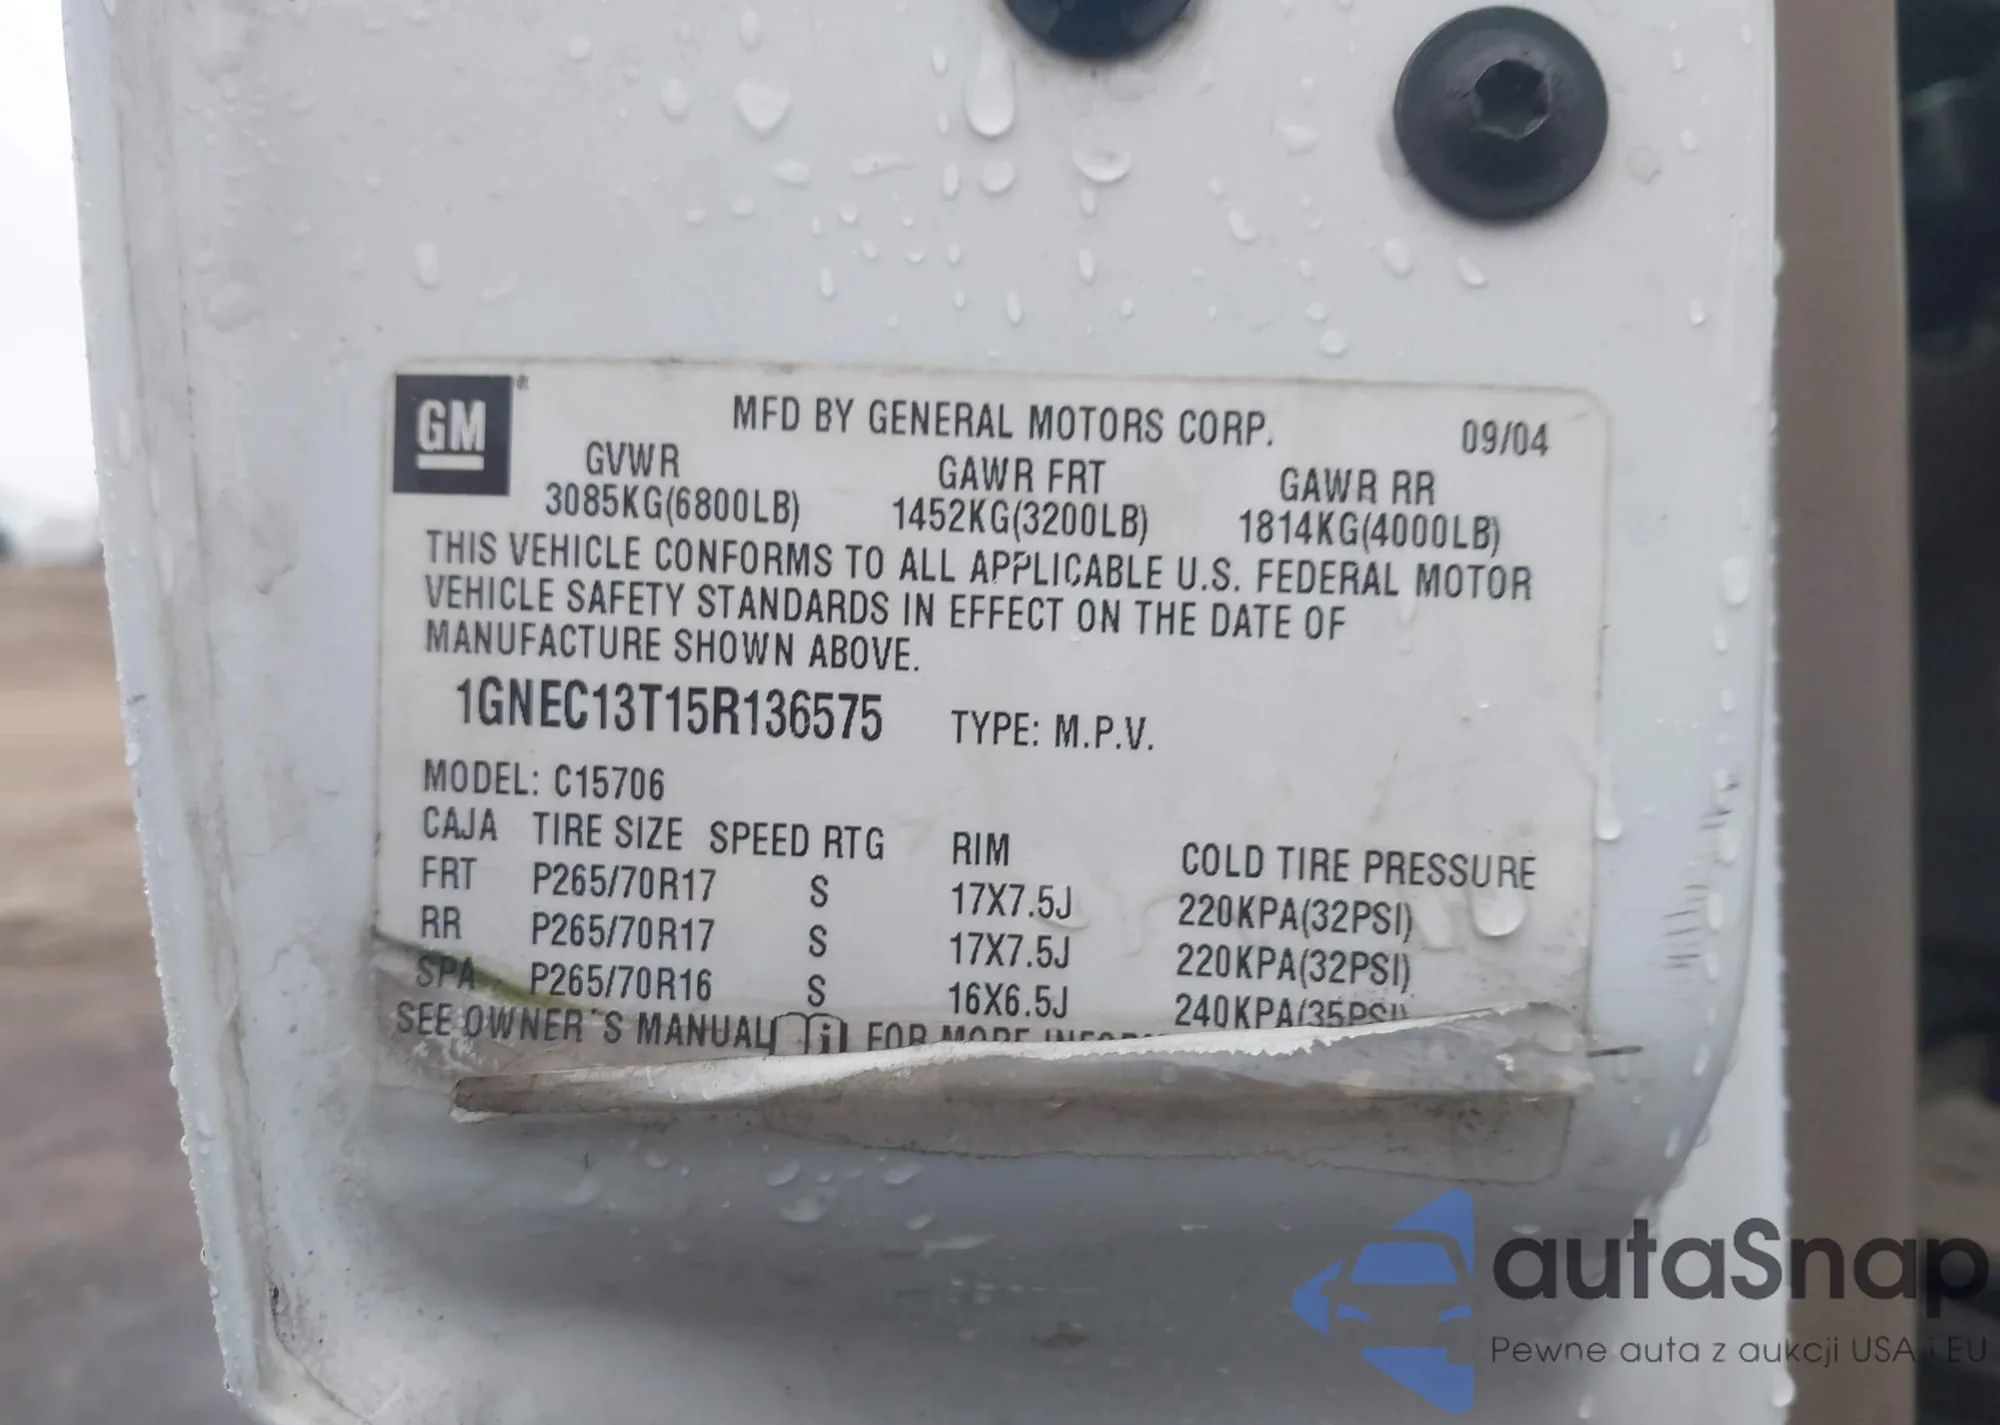 GM
MFD BY GENERAL MOTORS CORP. 09/04
GVWR GAWR FRT GAWR RR
3085KG(6800LB) 1452KG(3200LB) 1814KG(4000LB)
THIS VEHICLE CONFORMS TO ALL APPLICABLE U.S. FEDERAL MOTOR
VEHICLE SAFETY STANDARDS IN EFFECT ON THE DATE OF
MANUFACTURE SHOWN ABOVE.
1GNEC13T15R136575 TYPE: M.P.V.
MODEL: C15706
CAJA TIRE SIZE SPEED RTG RIM COLD TIRE PRESSURE
FRT P265/70R17 S 17X7.5J 220KPA(32PSI)
RR P265/70R17 S 17X7.5J 220KPA(32PSI)
SPA P265/70R16 S 16X6.5J 240KPA(35PSI)
SEE OWNER'S MANUAL FOR MORE
autaSnap
Pewne auta z aukcji USA i EU